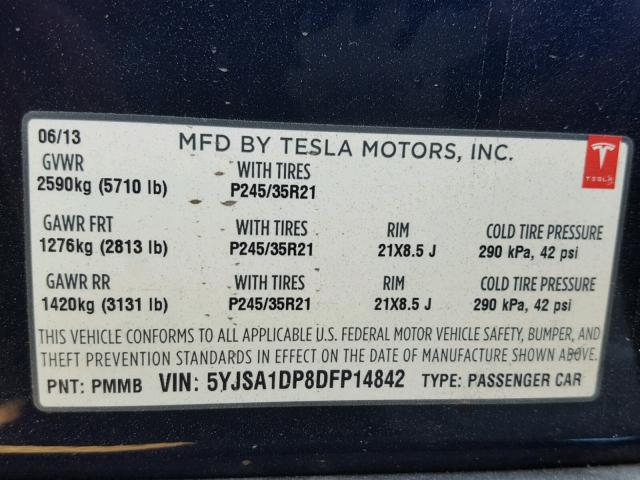 06/13 MFD BY TESLA MOTORS, INC.
GVWR WITH TIRES
2590kg (5710 lb) P245/35R21
TESLA
GAWR FRT WITH TIRES RIM COLD TIRE PRESSURE
1276kg (2813 lb) P245/35R21 21X8.5 J 290 kPa, 42 psi
GAWR RR WITH TIRES RIM COLD TIRE PRESSURE
1420kg (3131 lb) P245/35R21 21X8.5 J 290 kPa, 42 psi
THIS VEHICLE CONFORMS TO ALL APPLICABLE U.S. FEDERAL MOTOR VEHICLE SAFETY, BUMPER, AND
THEFT PREVENTION STANDARDS IN EFFECT ON THE DATE OF MANUFACTURE SHOWN ABOVE.
PNT: PMMB VIN: 5YJSA1DP8DFP14842 TYPE: PASSENGER CAR